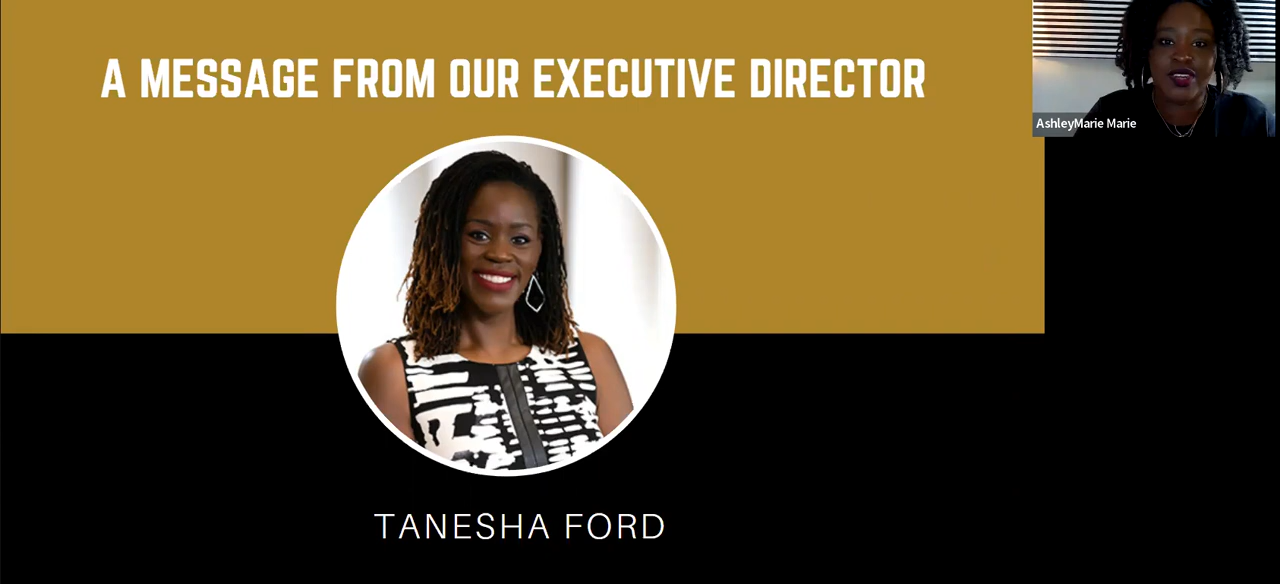 A MESSAGE FROM OUR EXECUTIVE DIRECTOR
AshleyMarie Marie
TANESHA FORD